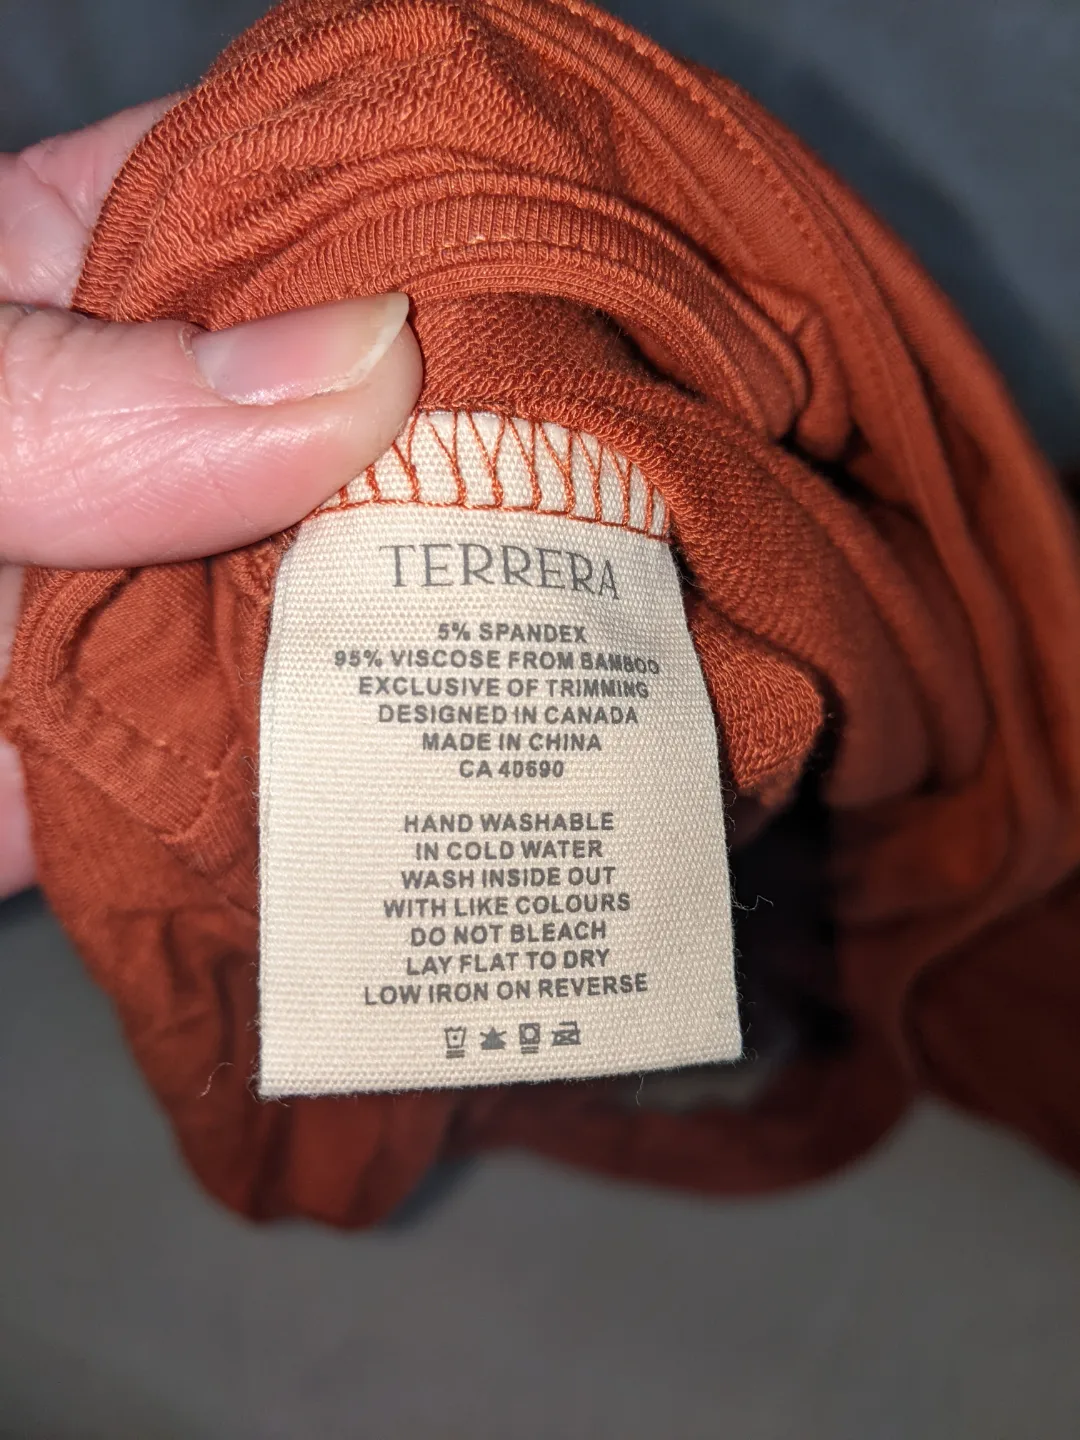 TERRERA
5% SPANDEX
95% VISCOSE FROM BAMBOO
EXCLUSIVE OF TRIMMING
DESIGNED IN CANADA
MADE IN CHINA
CA 40690
HAND WASHABLE
IN COLD WATER
WASH INSIDE OUT
WITH LIKE COLOURS
DO NOT BLEACH
LAY FLAT TO DRY
LOW IRON ON REVERSE